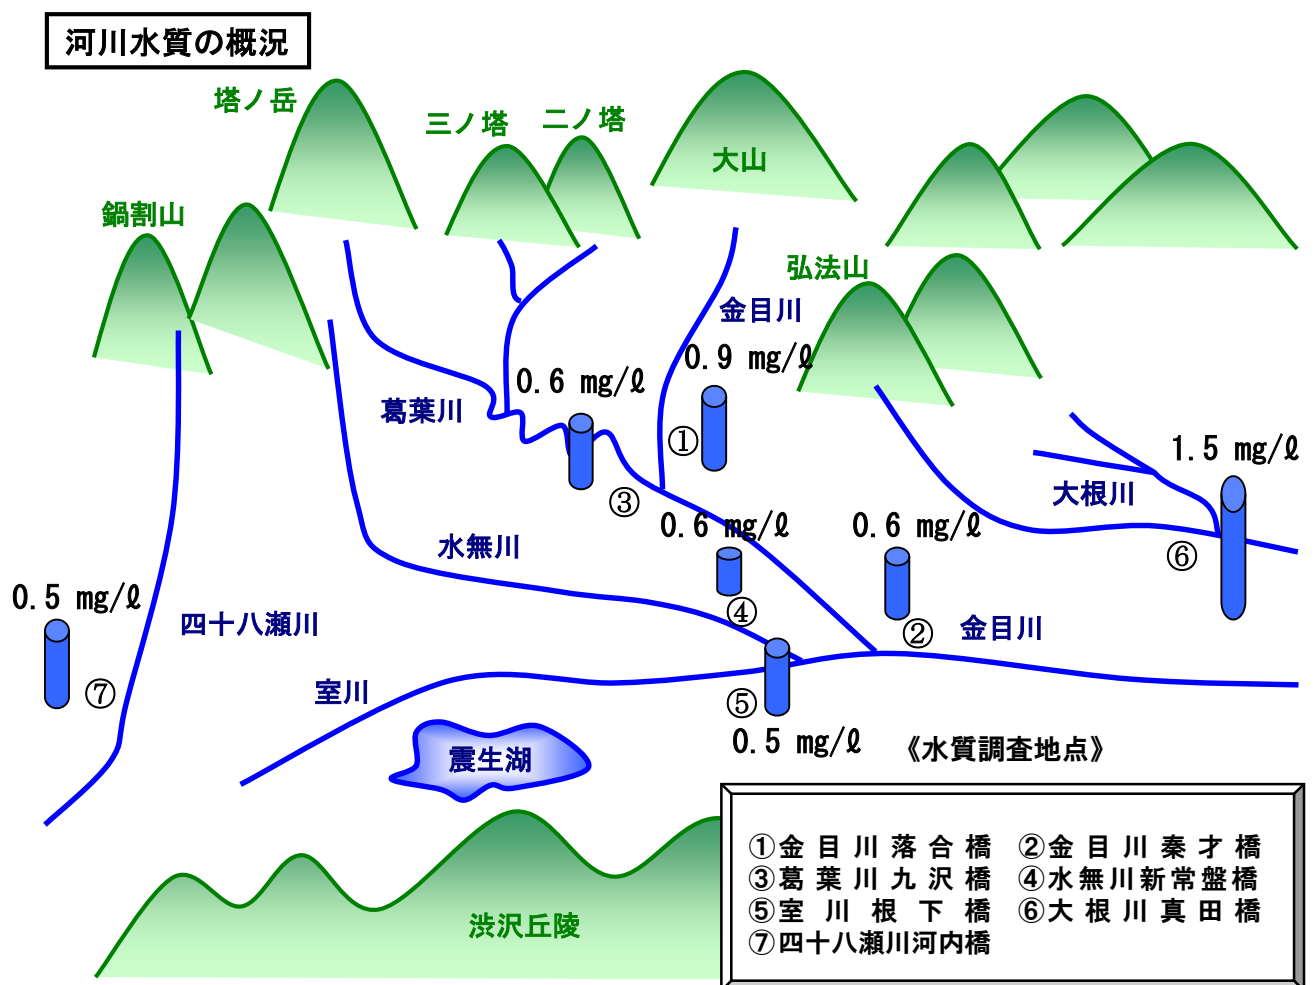 河川水質の概況
塔ノ岳
三ノ塔
二ノ塔
大山
鍋割山
弘法山
金目川
0.9 mg/ℓ
0.6 mg/ℓ
葛葉川
①
③
1.5 mg/ℓ
大根川
⑥
0.6 mg/ℓ
0.6 mg/ℓ
水無川
④
②
0.5 mg/ℓ
四十八瀬川
金目川
⑦
室川
⑤
0.5 mg/ℓ
震生湖
《水質調査地点》
①金目川落合橋 ②金目川秦才橋
③葛葉川九沢橋 ④水無川新常盤橋
⑤室川根下橋 ⑥大根川真田橋
⑦四十八瀬川河内橋
渋沢丘陵